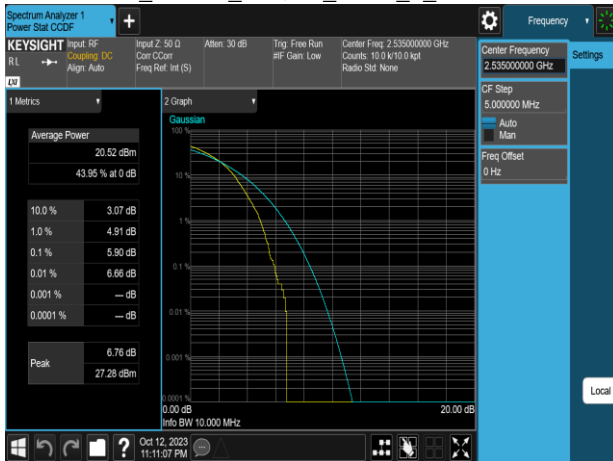 Spectrum Analyzer 1
Power Stat CCDF
+
Frequency
KEYSIGHT
R L
LXI
Input: RF
Coupling: DC
Align: Auto
Input Z: 50 Ω
Corr CCorr
Freq Ref: Int (S)
Atten: 30 dB
Trig: Free Run
#IF Gain: Low
Center Freq: 2.535000000 GHz
Counts: 10.0 k/10.0 kpt
Radio Std: None
Center Frequency
2.535000000 GHz
Settings
CF Step
5.000000 MHz
Auto
Man
Freq Offset
0 Hz
Local
1 Metrics
Average Power
20.52 dBm
43.95 % at 0 dB
10.0 % 3.07 dB
1.0 % 4.91 dB
0.1 % 5.90 dB
0.01 % 6.66 dB
0.001 % --- dB
0.0001 % --- dB
Peak
6.76 dB
27.28 dBm
2 Graph
Gaussian
100 %
10 %
1 %
0.1 %
0.01 %
0.001 %
0.0001 %
0.00 dB 20.00 dB
Info BW 10.000 MHz
?
Oct 12, 2023
11:11:07 PM